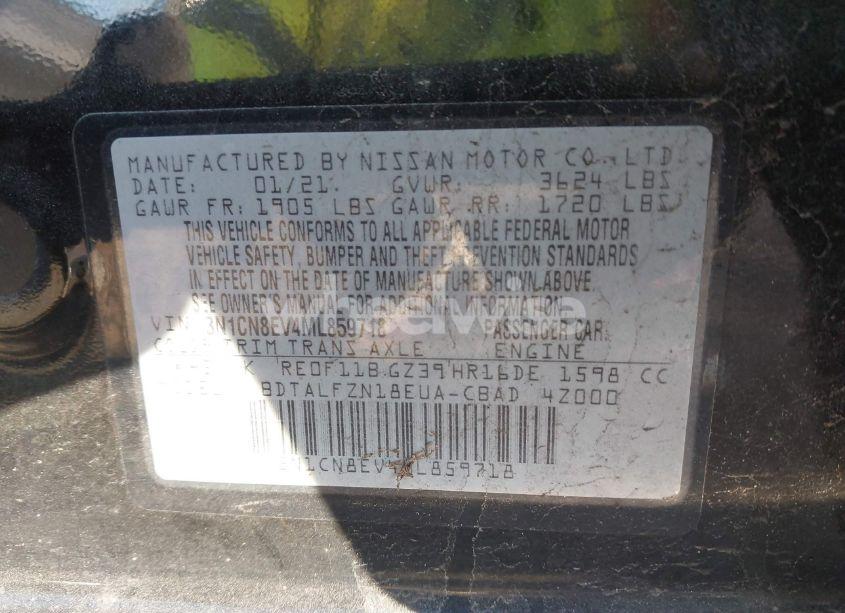 MANUFACTURED BY NISSAN MOTOR CO., LTD.
DATE: 01/21. GVWR: 3624 LBS
GAWR FR: 1905 LBS GAWR RR: 1720 LBS
THIS VEHICLE CONFORMS TO ALL APPLICABLE FEDERAL MOTOR
VEHICLE SAFETY, BUMPER AND THEFT PREVENTION STANDARDS
IN EFFECT ON THE DATE OF MANUFACTURE SHOWN ABOVE.
SEE OWNER'S MANUAL FOR ADDITIONAL INFORMATION.
VIN: 3N1CN8EV4ML859718 PASSENGER CAR
TRIM TRANS AXLE ENGINE
K RE0F11B GZ39 HR16DE 1598 CC
BDTALFZN18EUA-CBAD 4Z000
3N1CN8EV4ML859718